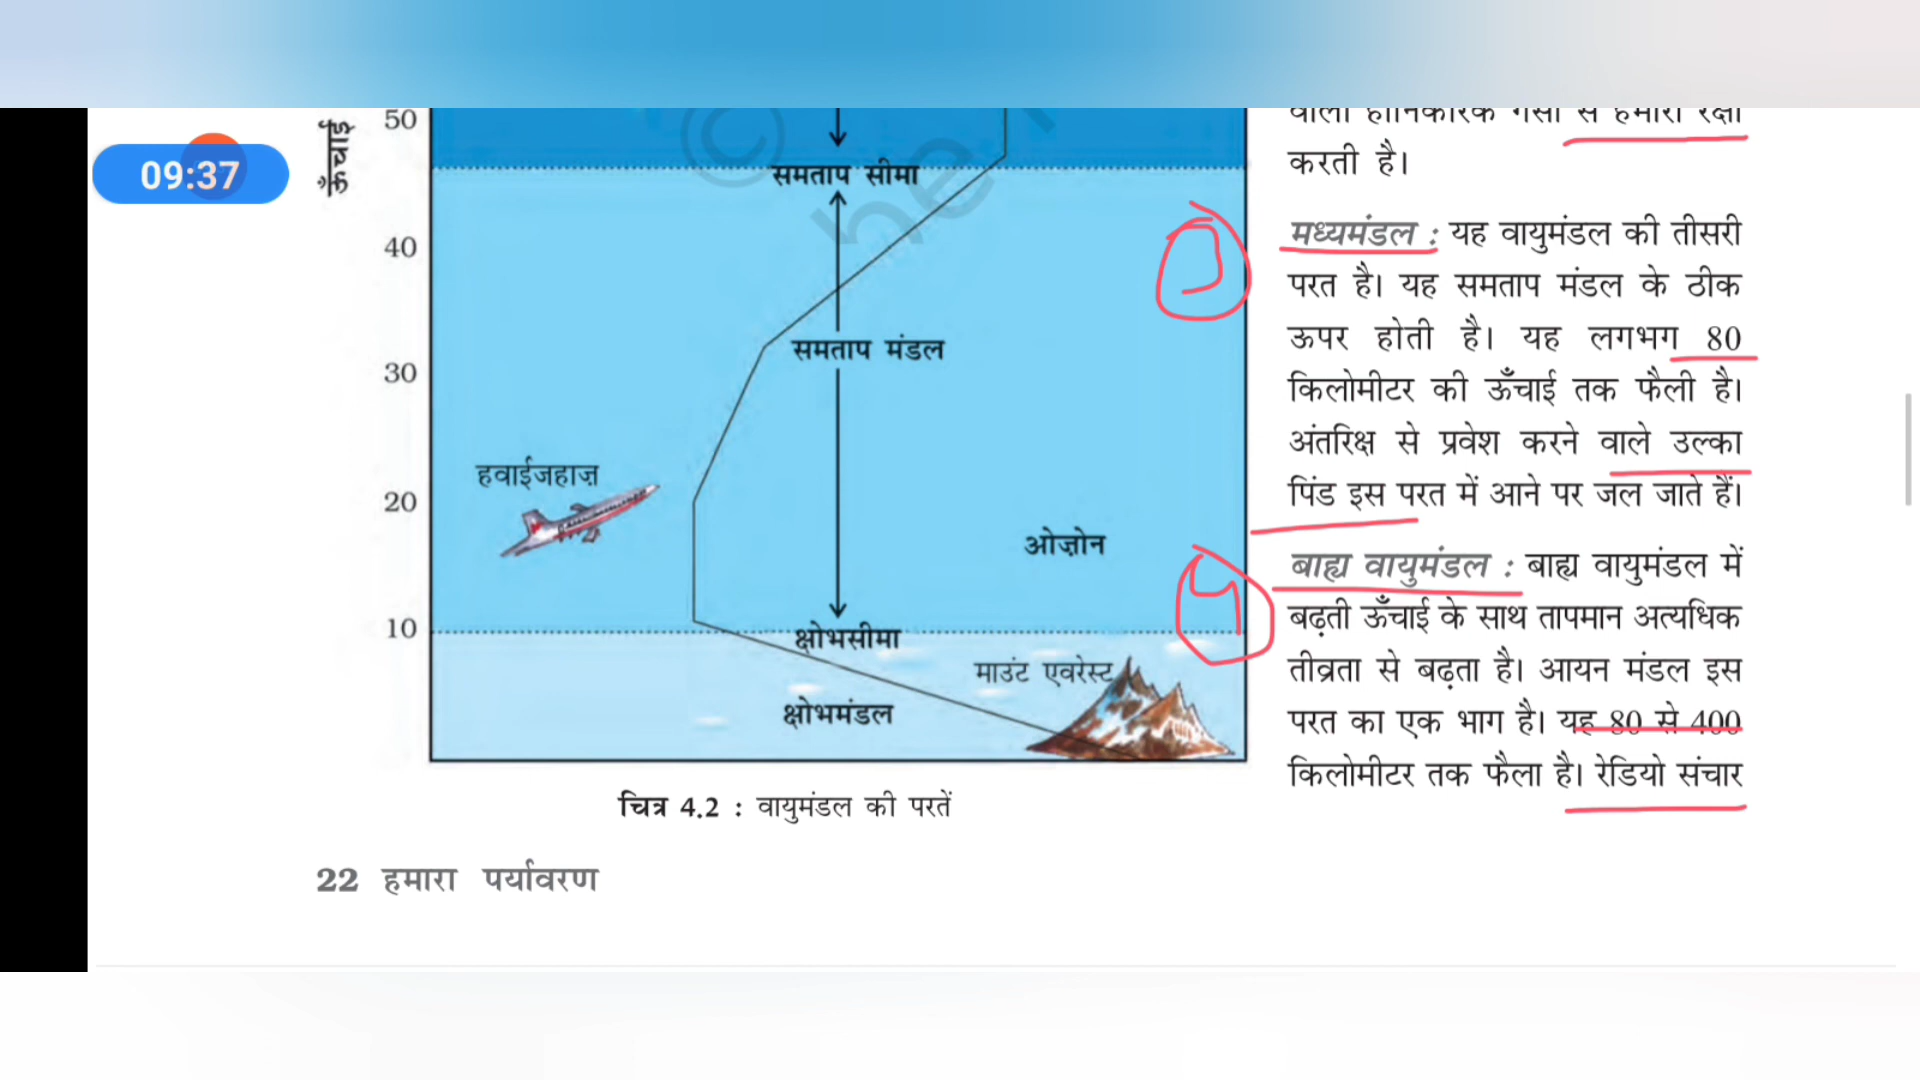 09:37
ऊँचाई
50
समताप सीमा
40
समताप मंडल
30
हवाईजहाज़
20
ओज़ोन
10
क्षोभसीमा
माउंट एवरेस्ट
क्षोभमंडल
चित्र 4.2 : वायुमंडल की परतें
22 हमारा पर्यावरण
वाली हानिकारक गैसों से हमारी रक्षा
करती है।
मध्यमंडल : यह वायुमंडल की तीसरी
परत है। यह समताप मंडल के ठीक
ऊपर होती है। यह लगभग 80
किलोमीटर की ऊँचाई तक फैली है।
अंतरिक्ष से प्रवेश करने वाले उल्का
पिंड इस परत में आने पर जल जाते हैं।
बाह्य वायुमंडल : बाह्य वायुमंडल में
बढ़ती ऊँचाई के साथ तापमान अत्यधिक
तीव्रता से बढ़ता है। आयन मंडल इस
परत का एक भाग है। यह 80 से 400
किलोमीटर तक फैला है। रेडियो संचार